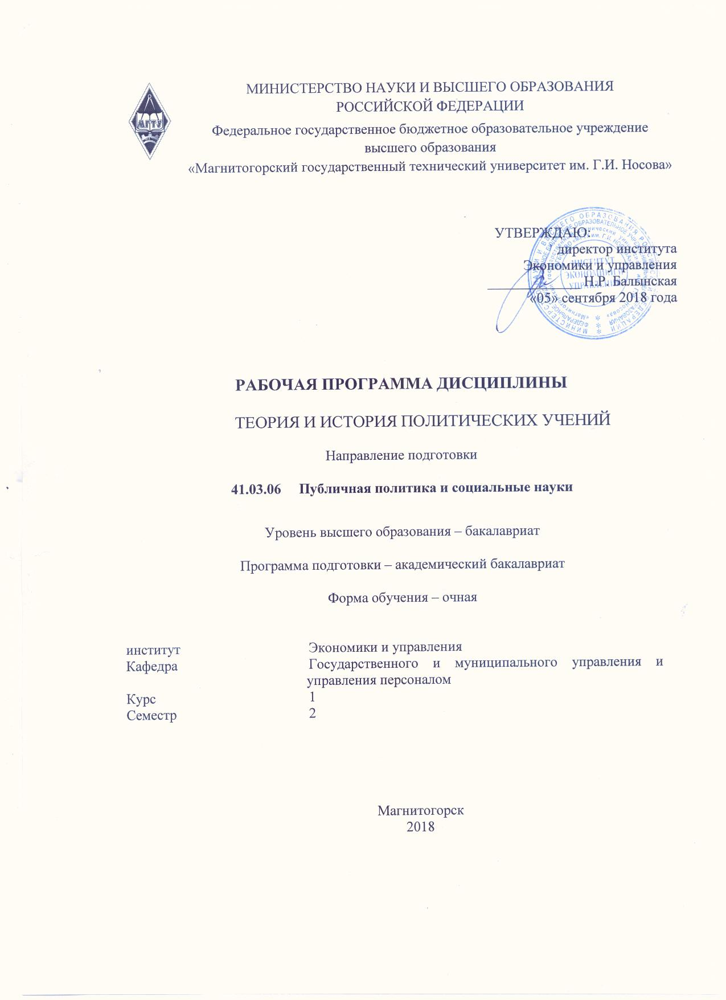 МИНИСТЕРСТВО НАУКИ И ВЫСШЕГО ОБРАЗОВАНИЯ
РОССИЙСКОЙ ФЕДЕРАЦИИ
Федеральное государственное бюджетное образовательное учреждение
высшего образования
«Магнитогорский государственный технический университет им. Г.И. Носова»
МГТУ
УТВЕРЖДАЮ:
директор института
Экономики и управления
Н.Р. Балынская
«05» сентября 2018 года
ИНСТИТУТ
ЭКОНОМИКИ И
УПРАВЛЕНИЯ
РАБОЧАЯ ПРОГРАММА ДИСЦИПЛИНЫ
ТЕОРИЯ И ИСТОРИЯ ПОЛИТИЧЕСКИХ УЧЕНИЙ
Направление подготовки
41.03.06 Публичная политика и социальные науки
Уровень высшего образования – бакалавриат
Программа подготовки – академический бакалавриат
Форма обучения – очная
институт Экономики и управления
Кафедра Государственного и муниципального управления и
управления персоналом
Курс 1
Семестр 2
Магнитогорск
2018